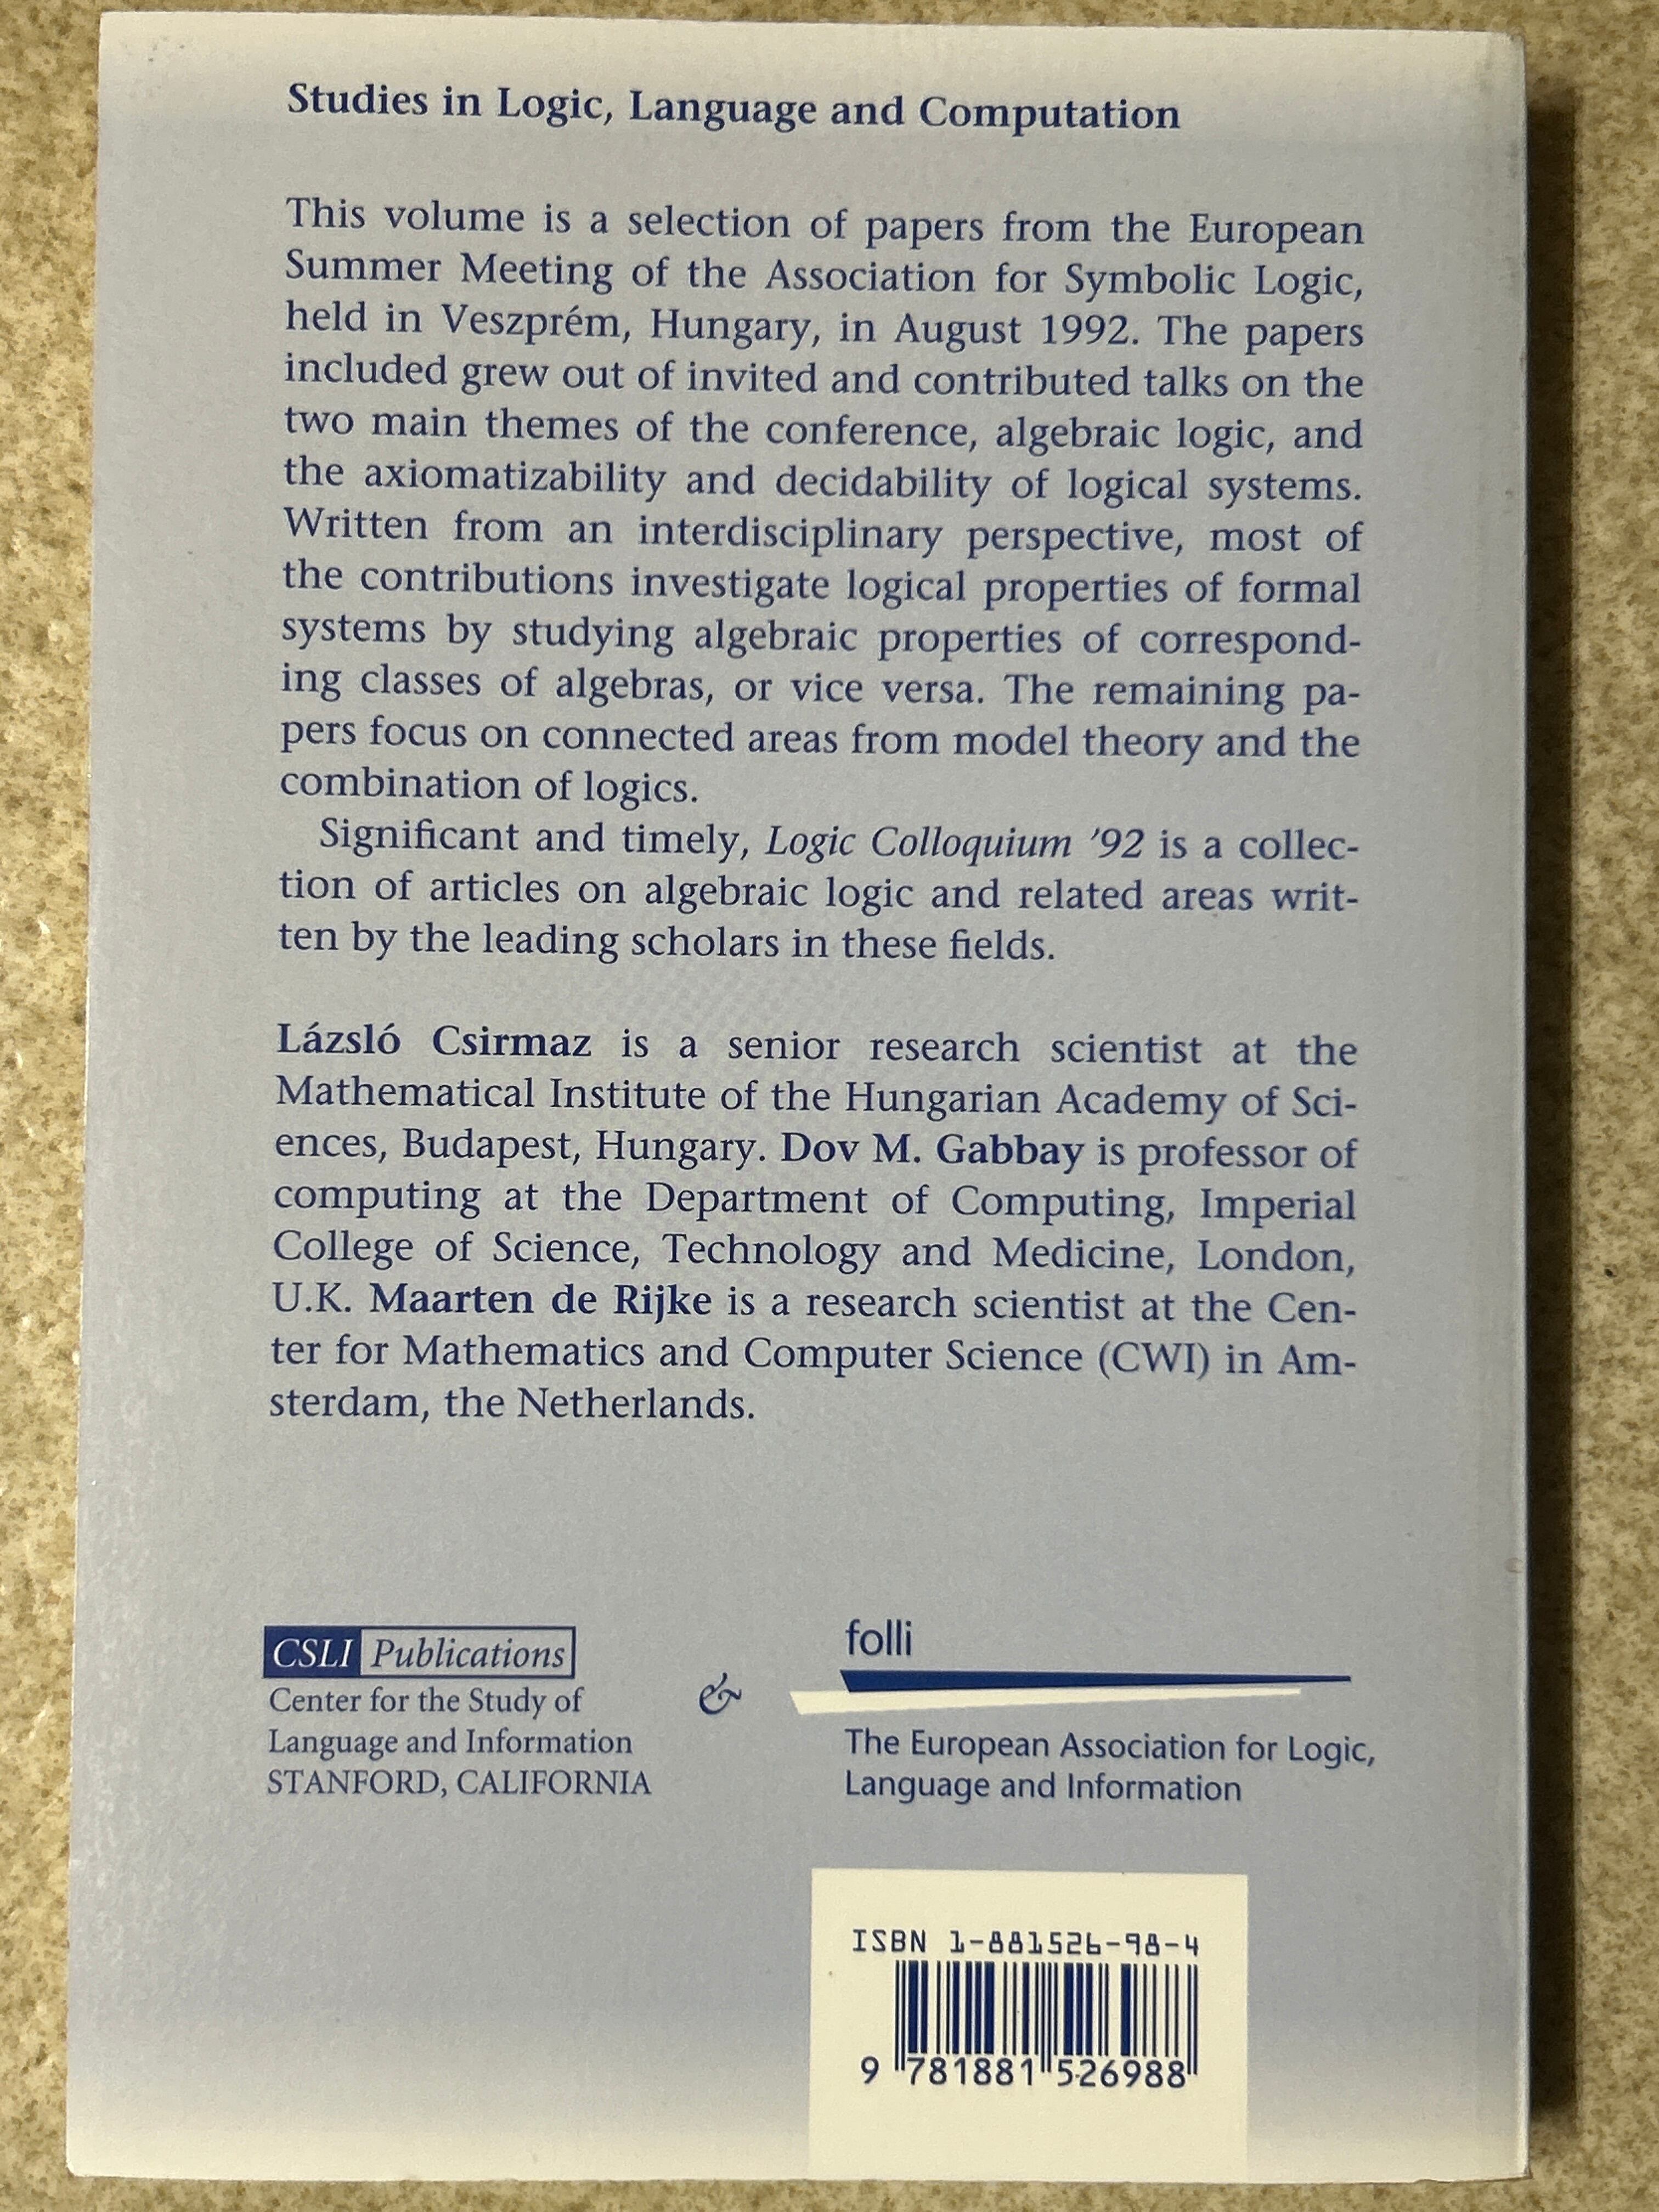 Studies in Logic, Language and Computation
This volume is a selection of papers from the European
Summer Meeting of the Association for Symbolic Logic,
held in Veszprém, Hungary, in August 1992. The papers
included grew out of invited and contributed talks on the
two main themes of the conference, algebraic logic, and
the axiomatizability and decidability of logical systems.
Written from an interdisciplinary perspective, most of
the contributions investigate logical properties of formal
systems by studying algebraic properties of correspond-
ing classes of algebras, or vice versa. The remaining pa-
pers focus on connected areas from model theory and the
combination of logics.
Significant and timely, Logic Colloquium ’92 is a collec-
tion of articles on algebraic logic and related areas writ-
ten by the leading scholars in these fields.
Lázsló Csirmaz is a senior research scientist at the
Mathematical Institute of the Hungarian Academy of Sci-
ences, Budapest, Hungary. Dov M. Gabbay is professor of
computing at the Department of Computing, Imperial
College of Science, Technology and Medicine, London,
U.K. Maarten de Rijke is a research scientist at the Cen-
ter for Mathematics and Computer Science (CWI) in Am-
sterdam, the Netherlands.
CSLI Publications
Center for the Study of
Language and Information
STANFORD, CALIFORNIA
&
folli
The European Association for Logic,
Language and Information
ISBN 1-881526-98-4
9 781881 526988